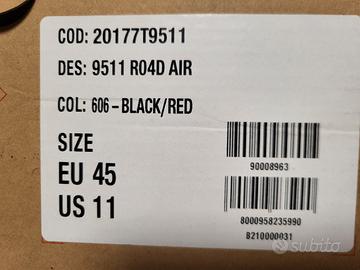 COD: 20177T9511
DES: 9511 R04D AIR
COL: 606-BLACK/RED
SIZE
EU 45
US 11
90008963
8000958235990
B210000031
subito